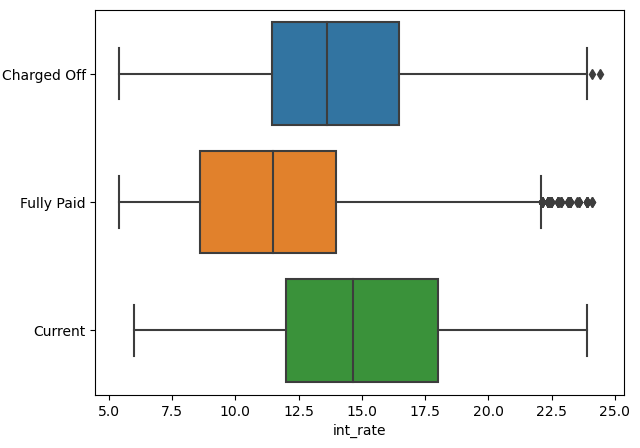 Charged Off
Fully Paid
Current
5.0 7.5 10.0 12.5 15.0 17.5 20.0 22.5 25.0
int_rate